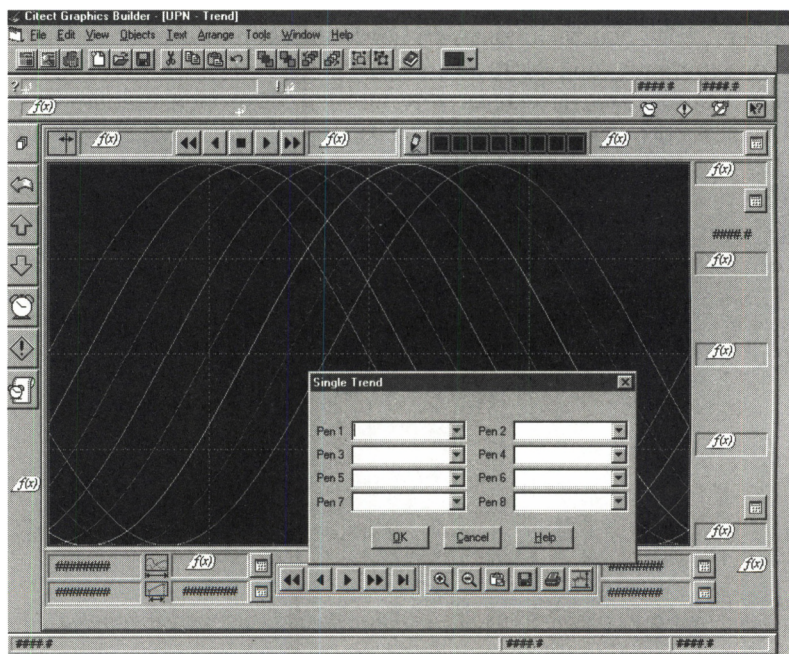 Citect Graphics Builder - [UPN - Trend]
File Edit View Objects Text Arrange Tools Window Help
? !
####.# ####.#
f(x)
f(x) f(x) f(x)
f(x)
####.#
f(x)
f(x)
Single Trend
Pen 1 Pen 2
Pen 3 Pen 4
f(x)
Pen 5 Pen 6
f(x)
Pen 7 Pen 8
OK Cancel Help
f(x)
######## f(x) ######## f(x)
######## ######## ########
####.# ####.# ####.#